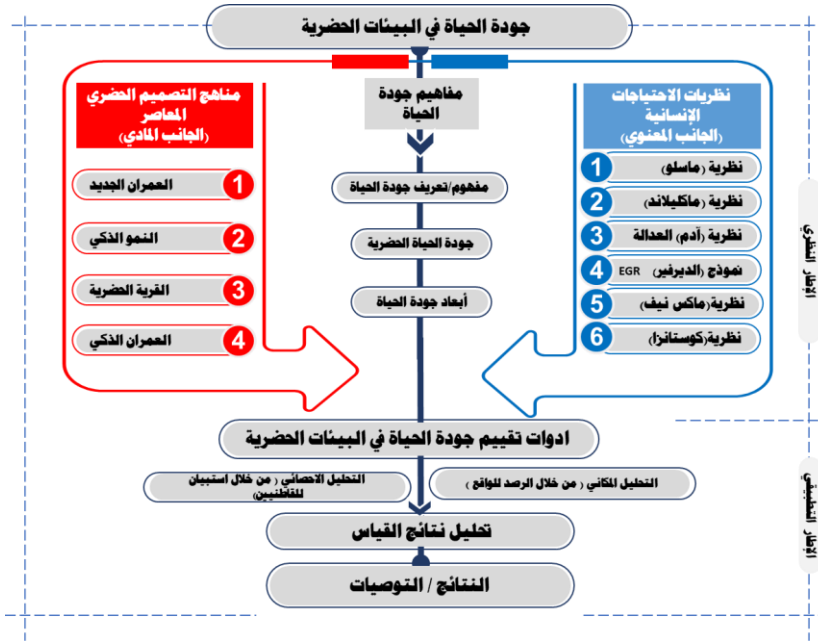 جودة الحياة في البيئات الحضرية
نظريات الاحتياجات
الإنسانية
(الجانب المعنوي)
1 نظرية (ماسلو)
2 نظرية (ماكليلاند)
3 نظرية (آدم) العدالة
4 نموذج (الديرفير) EGR
5 نظرية (ماكس نيف)
6 نظرية (كوستانزا)
مفاهيم جودة
الحياة
مفهوم/تعريف جودة الحياة
جودة الحياة الحضرية
أبعاد جودة الحياة
مناهج التصميم الحضري
المعاصر
(الجانب المادي)
1 العمران الجديد
2 النمو الذكي
3 القرية الحضرية
4 العمران الذكي
الإطار النظري
ادوات تقييم جودة الحياة في البيئات الحضرية
التحليل المكاني ( من خلال الرصد للواقع )
التحليل الاحصائي ( من خلال استبيان
للقاطنيين)
تحليل نتائج القياس
النتائج / التوصيات
الإطار التطبيقي